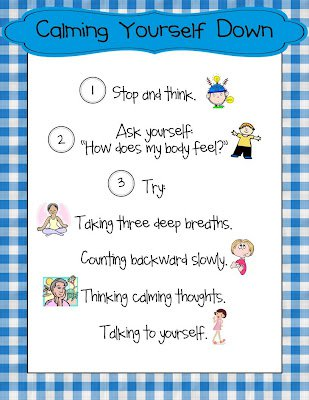 Calming Yourself Down
1 Stop and think.
2 Ask yourself:
"How does my body feel?"
3 Try:
Taking three deep breaths.
Counting backward slowly.
Thinking calming thoughts.
Talking to yourself.